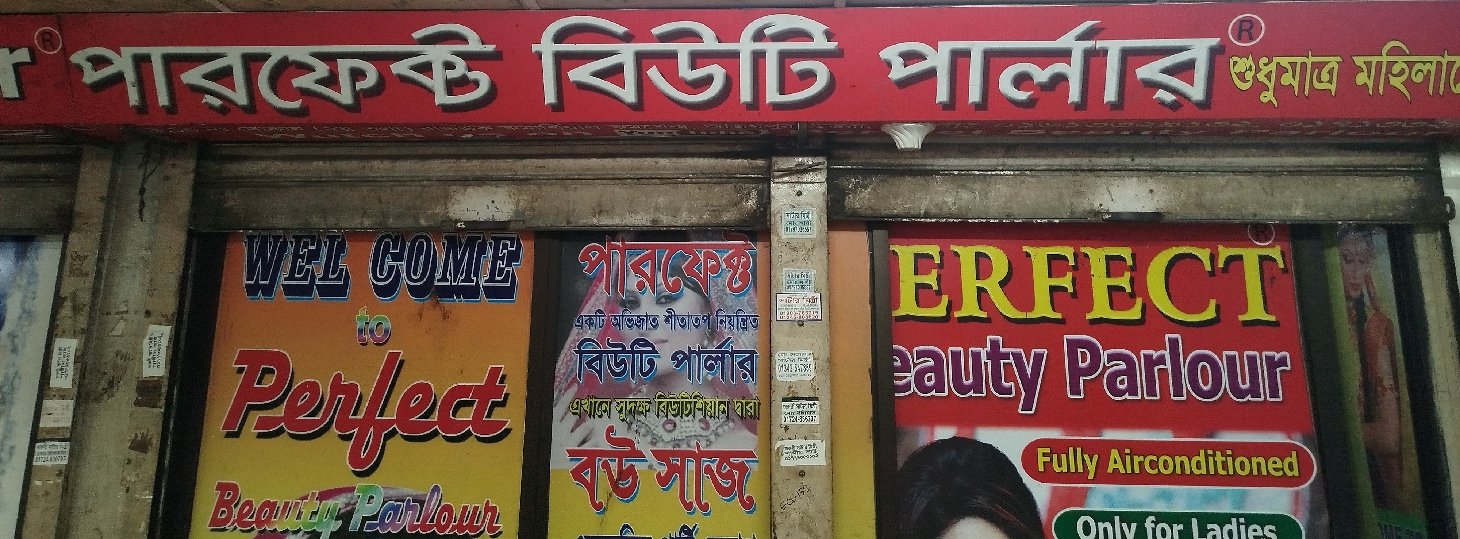 r® পারফেক্ট বিউটি পার্লার® শুধুমাত্র মহিলা
WEL COME
to
Perfect
Beauty Parlour
পারফেক্ট
একটি অভিজাত শীতাতপ নিয়ন্ত্রিত
বিউটি পার্লার
এখানে সুদক্ষ বিউটিশিয়ান দ্বারা
বউ সাজ
ERFECT®
eauty Parlour
Fully Airconditioned
Only for Ladies